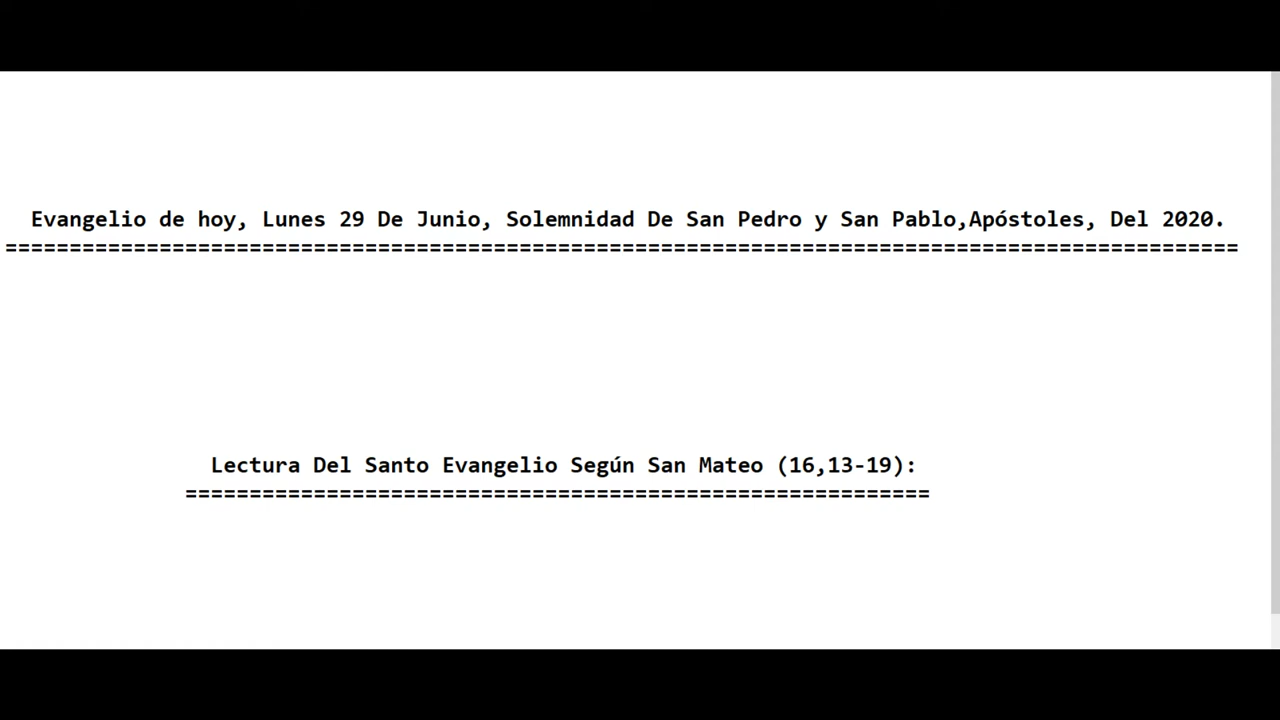 Evangelio de hoy, Lunes 29 De Junio, Solemnidad De San Pedro y San Pablo,Apóstoles, Del 2020.
================================================================================================
Lectura Del Santo Evangelio Según San Mateo (16,13-19):
==========================================================